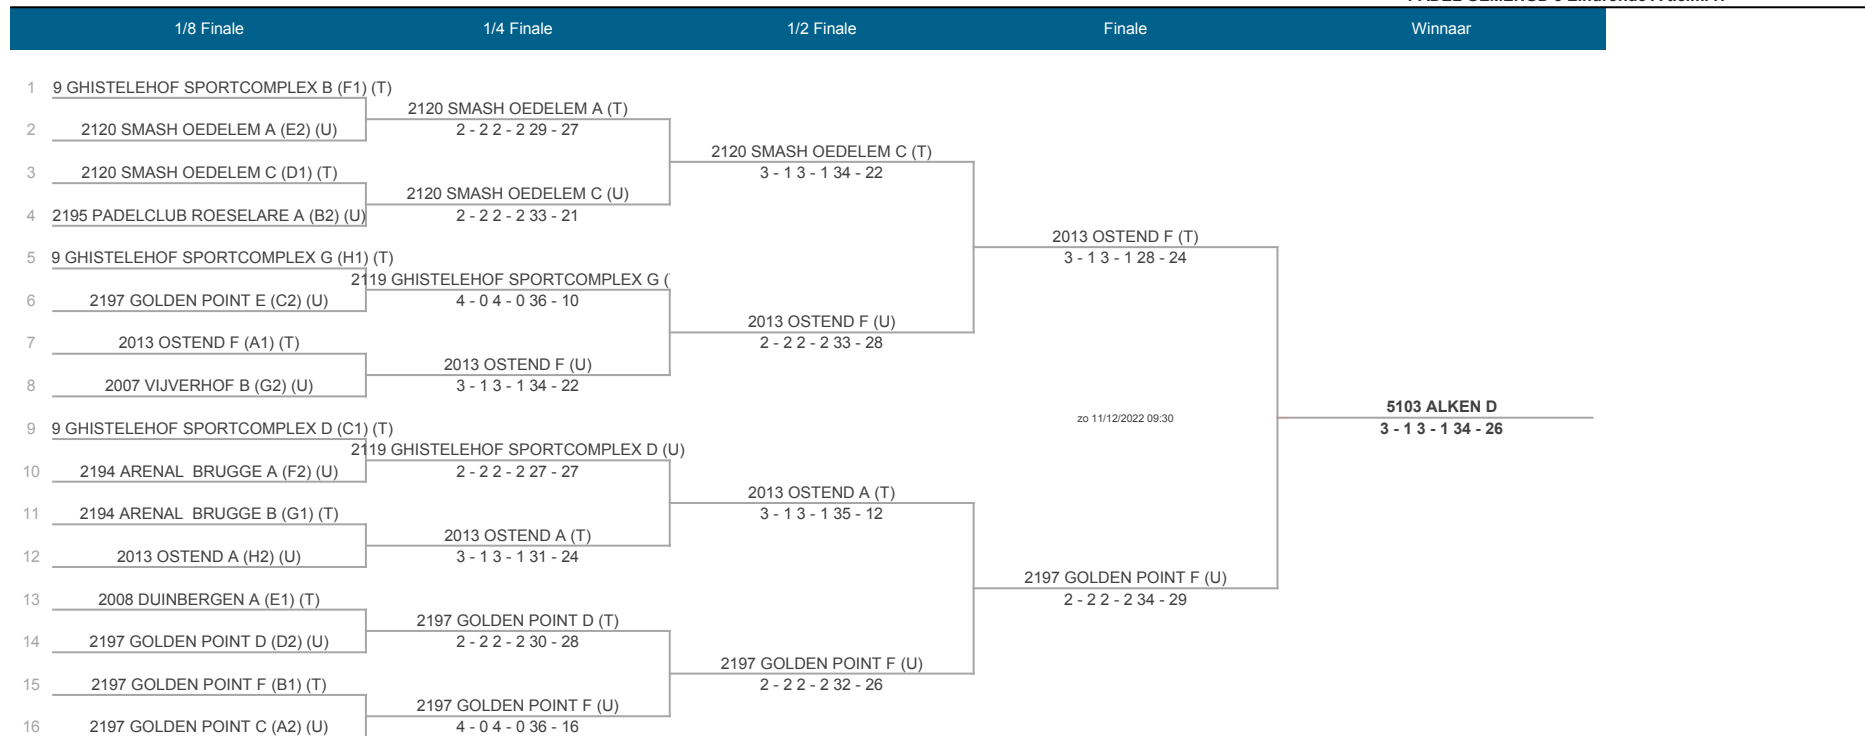 1/8 Finale 1/4 Finale 1/2 Finale Finale Winnaar
1 9 GHISTELEHOF SPORTCOMPLEX B (F1) (T)
2120 SMASH OEDELEM A (T)
2 2120 SMASH OEDELEM A (E2) (U) 2 - 2 2 - 2 29 - 27
2120 SMASH OEDELEM C (T)
3 2120 SMASH OEDELEM C (D1) (T) 3 - 1 3 - 1 34 - 22
2120 SMASH OEDELEM C (U)
4 2195 PADELCLUB ROESELARE A (B2) (U) 2 - 2 2 - 2 33 - 21
2013 OSTEND F (T)
5 9 GHISTELEHOF SPORTCOMPLEX G (H1) (T) 3 - 1 3 - 1 28 - 24
2119 GHISTELEHOF SPORTCOMPLEX G (
6 2197 GOLDEN POINT E (C2) (U) 4 - 0 4 - 0 36 - 10
2013 OSTEND F (U)
7 2013 OSTEND F (A1) (T) 2 - 2 2 - 2 33 - 28
2013 OSTEND F (U)
8 2007 VIJVERHOF B (G2) (U) 3 - 1 3 - 1 34 - 22
5103 ALKEN D
zo 11/12/2022 09:30
9 9 GHISTELEHOF SPORTCOMPLEX D (C1) (T) 3 - 1 3 - 1 34 - 26
2119 GHISTELEHOF SPORTCOMPLEX D (U)
10 2194 ARENAL BRUGGE A (F2) (U) 2 - 2 2 - 2 27 - 27
2013 OSTEND A (T)
11 2194 ARENAL BRUGGE B (G1) (T) 3 - 1 3 - 1 35 - 12
2013 OSTEND A (T)
12 2013 OSTEND A (H2) (U) 3 - 1 3 - 1 31 - 24
2197 GOLDEN POINT F (U)
13 2008 DUINBERGEN A (E1) (T) 2 - 2 2 - 2 34 - 29
2197 GOLDEN POINT D (T)
14 2197 GOLDEN POINT D (D2) (U) 2 - 2 2 - 2 30 - 28
2197 GOLDEN POINT F (U)
15 2197 GOLDEN POINT F (B1) (T) 2 - 2 2 - 2 32 - 26
2197 GOLDEN POINT F (U)
16 2197 GOLDEN POINT C (A2) (U) 4 - 0 4 - 0 36 - 16